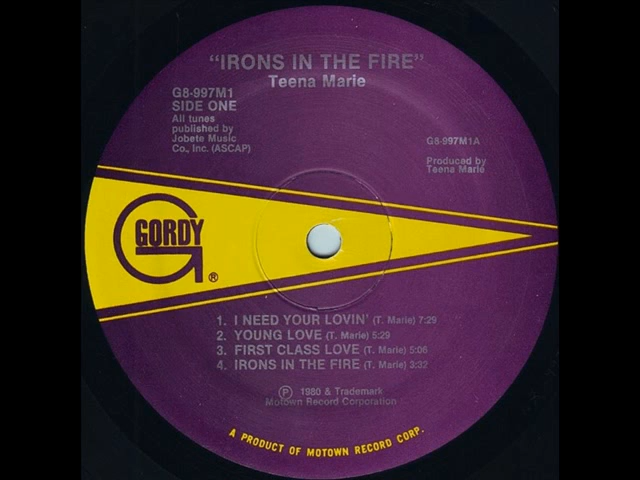 "IRONS IN THE FIRE"
Teena Marie
G8-997M1
SIDE ONE
All tunes
published by
Jobete Music
Co., Inc. (ASCAP)
G8-997M1A
Produced by
Teena Marie
GORDY
®
1. I NEED YOUR LOVIN' (T. Marie) 7:29
2. YOUNG LOVE (T. Marie) 5:29
3. FIRST CLASS LOVE (T. Marie) 5:06
4. IRONS IN THE FIRE (T. Marie) 3:32
℗ 1980 & Trademark
Motown Record Corporation
A PRODUCT OF MOTOWN RECORD CORP.